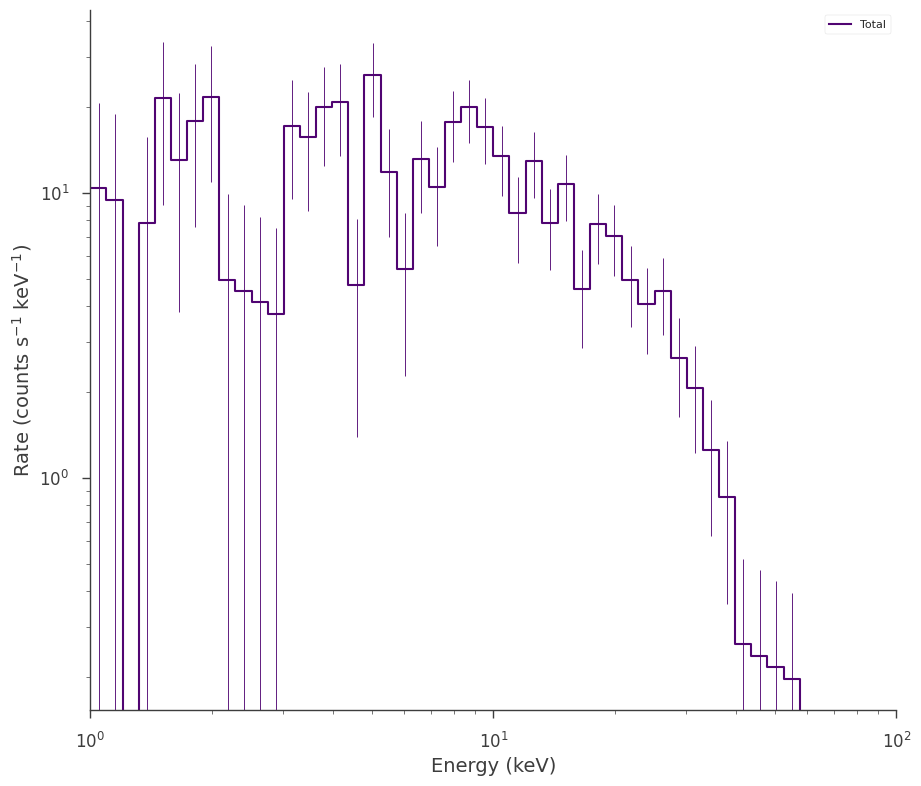 Total
Rate (counts s⁻¹ keV⁻¹)
10¹
10⁰
10⁰
10¹
10²
Energy (keV)